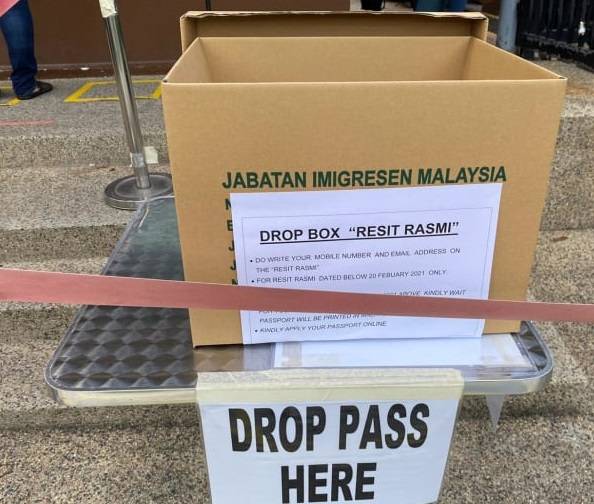 JABATAN IMIGRESEN MALAYSIA
DROP BOX "RESIT RASMI"
• DO WRITE YOUR MOBILE NUMBER AND EMAIL ADDRESS ON
THE "RESIT RASMI"
• FOR RESIT RASMI DATED BELOW 20 FEBUARY 2021 ONLY.
ABOVE, KINDLY WAIT
PASSPORT WILL BE PRINTED IN
• KINDLY APPLY YOUR PASSPORT ONLINE
DROP PASS
HERE